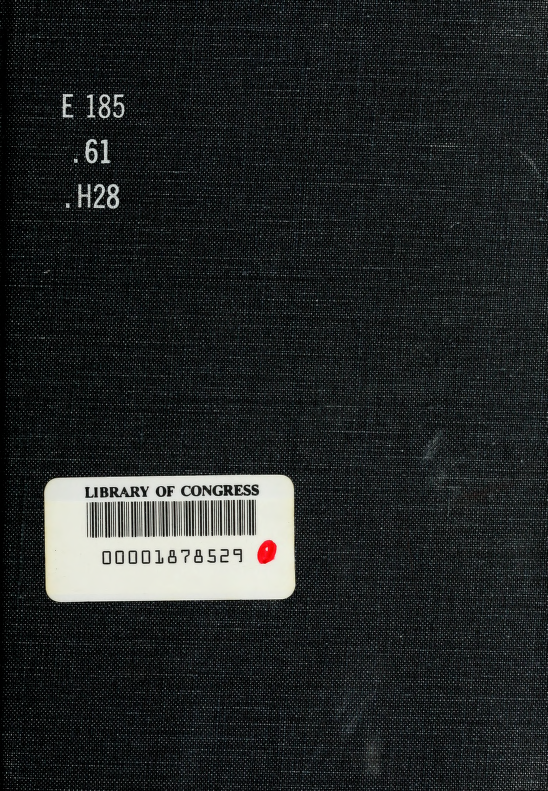 E 185
.61
.H28
LIBRARY OF CONGRESS
00001878529